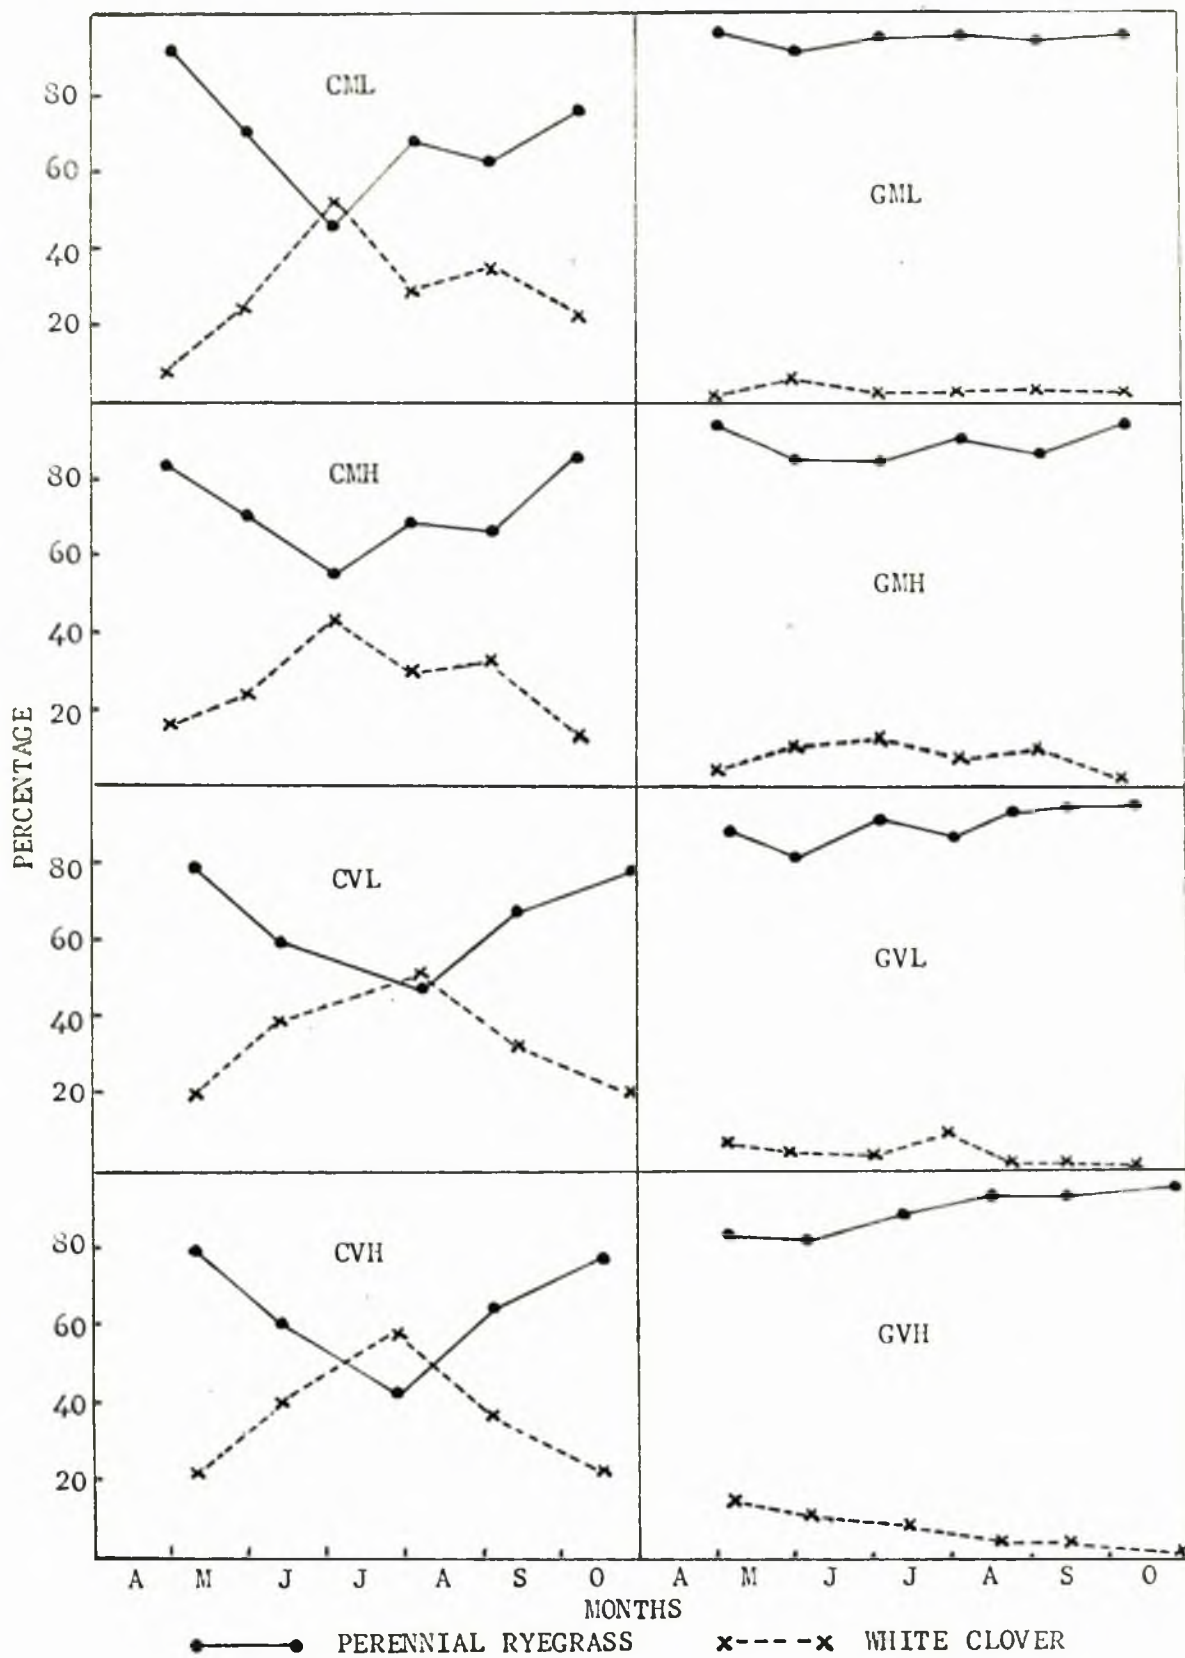 CML
GML
80
60
40
20
CMH
GMH
80
60
40
20
CVL
GVL
80
60
40
20
CVH
GVH
80
60
40
20
PERCENTAGE
A M J J A S O A M J J A S O
MONTHS
PERENNIAL RYEGRASS WHITE CLOVER